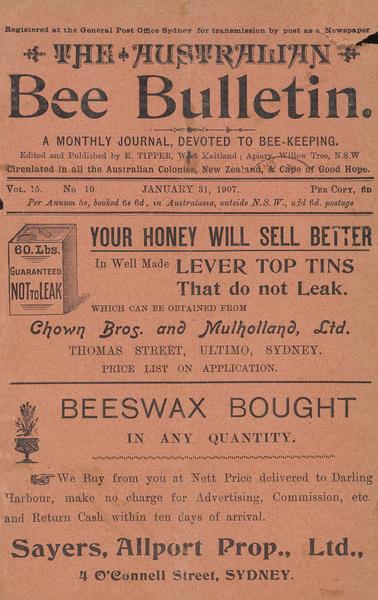 Registered at the General Post Office Sydney for transmission by post as a Newspaper
THE AUSTRALIAN
Bee Bulletin.
A MONTHLY JOURNAL, DEVOTED TO BEE-KEEPING.
Edited and Published by E. TIPPER, West Maitland; Apiary, Willow Tree, N.S.W
Circulated in all the Australian Colonies, New Zealand, & Cape of Good Hope.
VOL. 15. No 10 JANUARY 31, 1907. PER COPY, 6D
Per Annum 5s, booked 6s 6d, in Australasia, outside N.S.W., add 6d. postage
60.Lbs.
GUARANTEED
NOT TO LEAK
YOUR HONEY WILL SELL BETTER
In Well Made LEVER TOP TINS
That do not Leak.
WHICH CAN BE OBTAINED FROM
Chown Bros. and Mulholland, Ltd.
THOMAS STREET, ULTIMO, SYDNEY.
PRICE LIST ON APPLICATION.
BEESWAX BOUGHT
IN ANY QUANTITY.
We Buy from you at Nett Price delivered to Darling
Harbour, make no charge for Advertising, Commission, etc.
and Return Cash within ten days of arrival.
Sayers, Allport Prop., Ltd.,
4 O'Connell Street, SYDNEY.